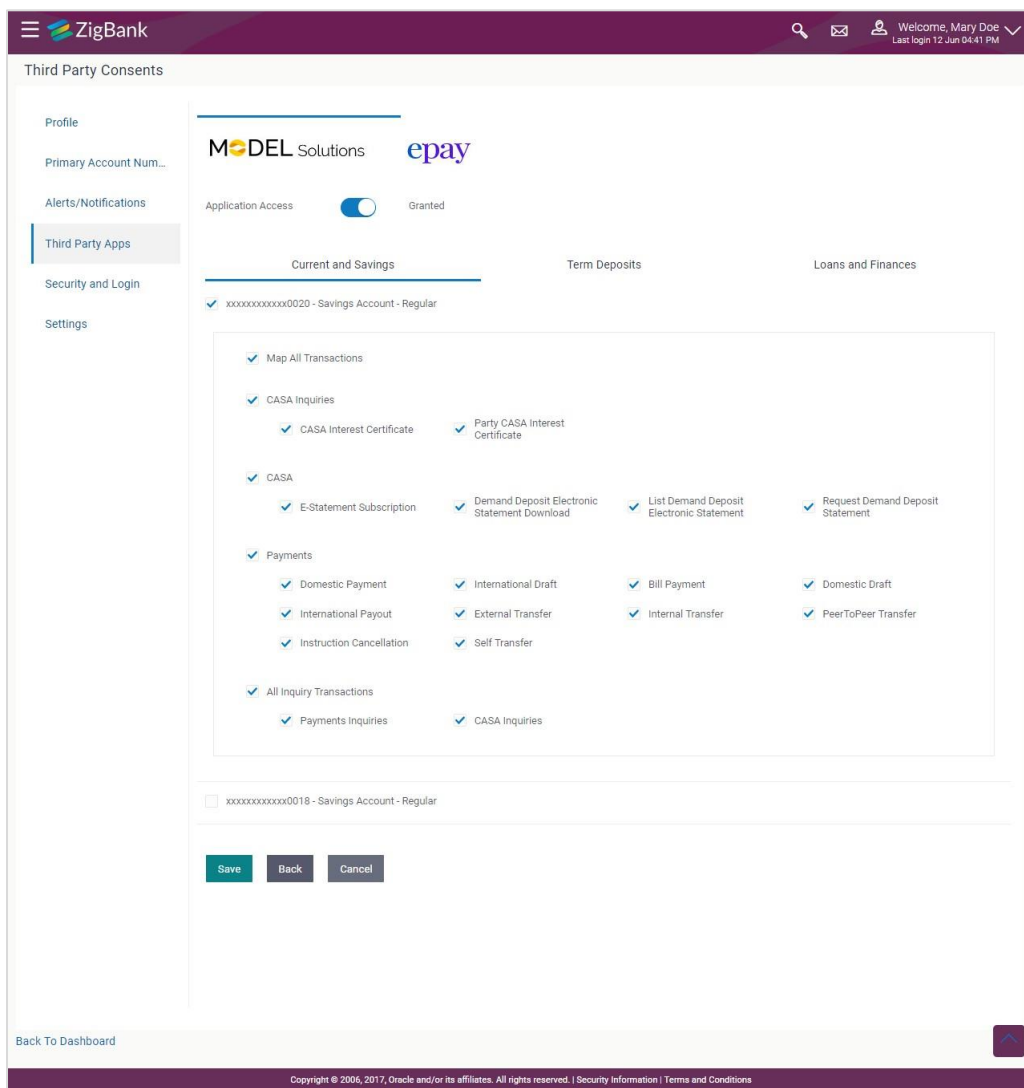 ZigBank
Welcome, Mary Doe
Last login 12 Jun 04:41 PM
Third Party Consents
Profile
Primary Account Num...
Alerts/Notifications
Third Party Apps
Security and Login
Settings
MODEL Solutions
epay
Application Access
Granted
Current and Savings
Term Deposits
Loans and Finances
xxxxxxxxxxxx0020 - Savings Account - Regular
Map All Transactions
CASA Inquiries
CASA Interest Certificate
Party CASA Interest
Certificate
CASA
E-Statement Subscription
Demand Deposit Electronic
Statement Download
List Demand Deposit
Electronic Statement
Request Demand Deposit
Statement
Payments
Domestic Payment
International Draft
Bill Payment
Domestic Draft
International Payout
External Transfer
Internal Transfer
PeerToPeer Transfer
Instruction Cancellation
Self Transfer
All Inquiry Transactions
Payments Inquiries
CASA Inquiries
xxxxxxxxxxxx0018 - Savings Account - Regular
Save
Back
Cancel
Back To Dashboard
Copyright © 2006, 2017, Oracle and/or its affiliates. All rights reserved. | Security Information | Terms and Conditions